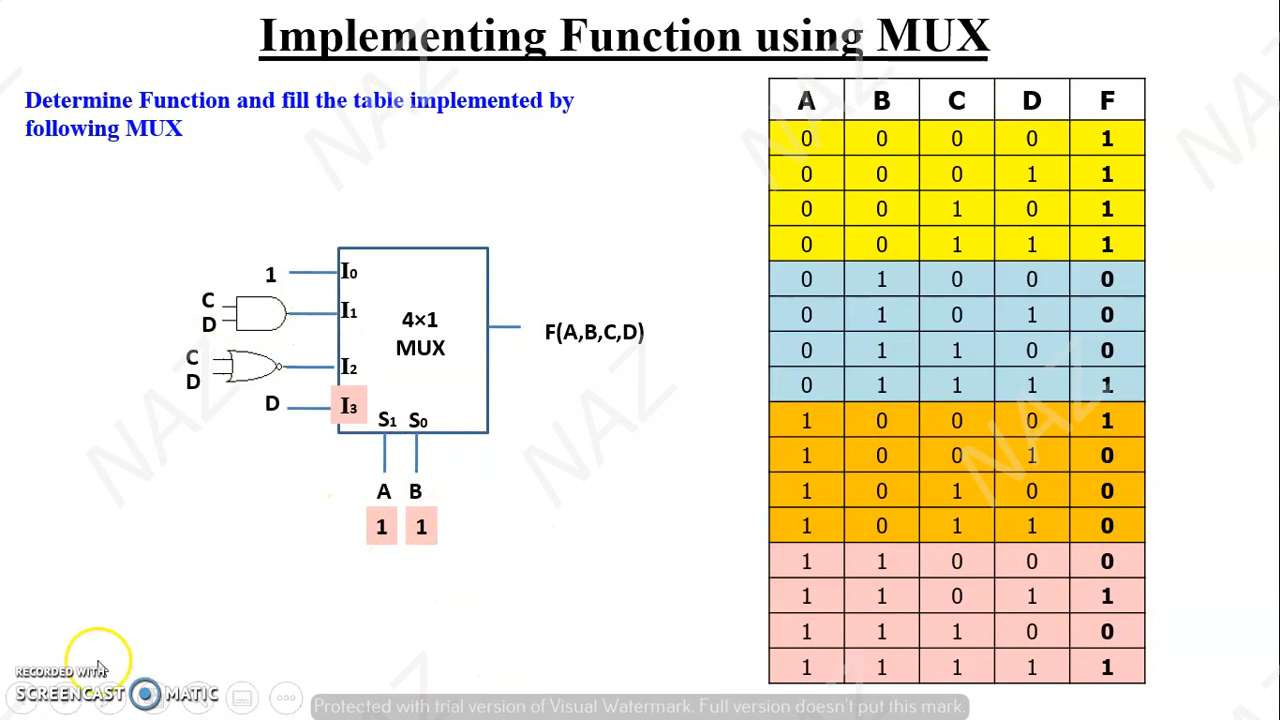 Implementing Function using MUX
Determine Function and fill the table implemented by
following MUX
1
C
D
C
D
D
I0
I1
I2
I3
4×1
MUX
S1 S0
F(A,B,C,D)
A B
1 1
A B C D F
0 0 0 0 1
0 0 0 1 1
0 0 1 0 1
0 0 1 1 1
0 1 0 0 0
0 1 0 1 0
0 1 1 0 0
0 1 1 1 1
1 0 0 0 1
1 0 0 1 0
1 0 1 0 0
1 0 1 1 0
1 1 0 0 0
1 1 0 1 1
1 1 1 0 0
1 1 1 1 1
NAZ
NAZ
NAZ
NAZ
NAZ
NAZ
RECORDED WITH
SCREENCAST MATIC
Protected with trial version of Visual Watermark. Full version doesn't put this mark.